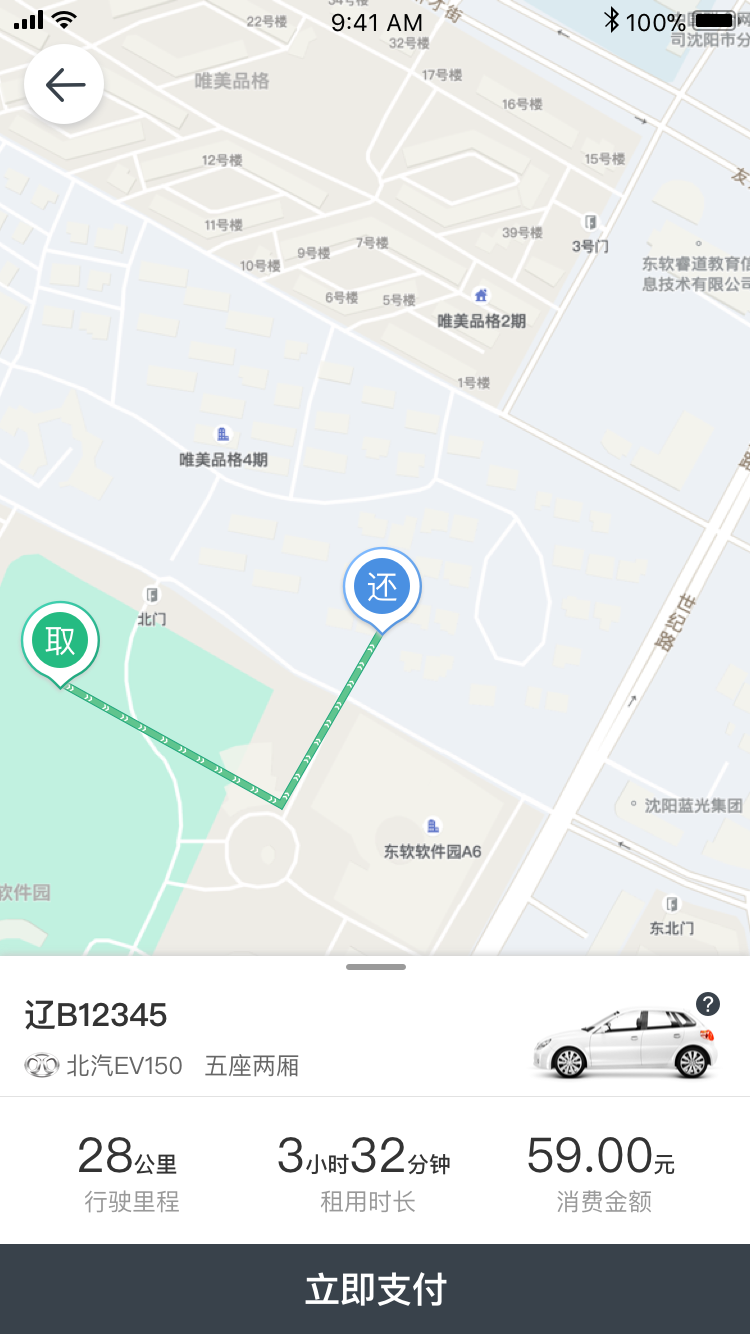 9:41 AM
100%
22号楼
32号楼
司沈阳市分
17号楼
唯美品格
16号楼
12号楼
15号楼
11号楼
39号楼
7号楼
3号门
9号楼
10号楼
东软睿道教育信
息技术有限公司
6号楼
5号楼
唯美品格2期
1号楼
唯美品格4期
还
北门
取
世纪路
沈阳蓝光集团
东软软件园A6
软件园
东北门
辽B12345
?
北汽EV150 五座两厢
28公里
3小时32分钟
59.00元
行驶里程
租用时长
消费金额
立即支付